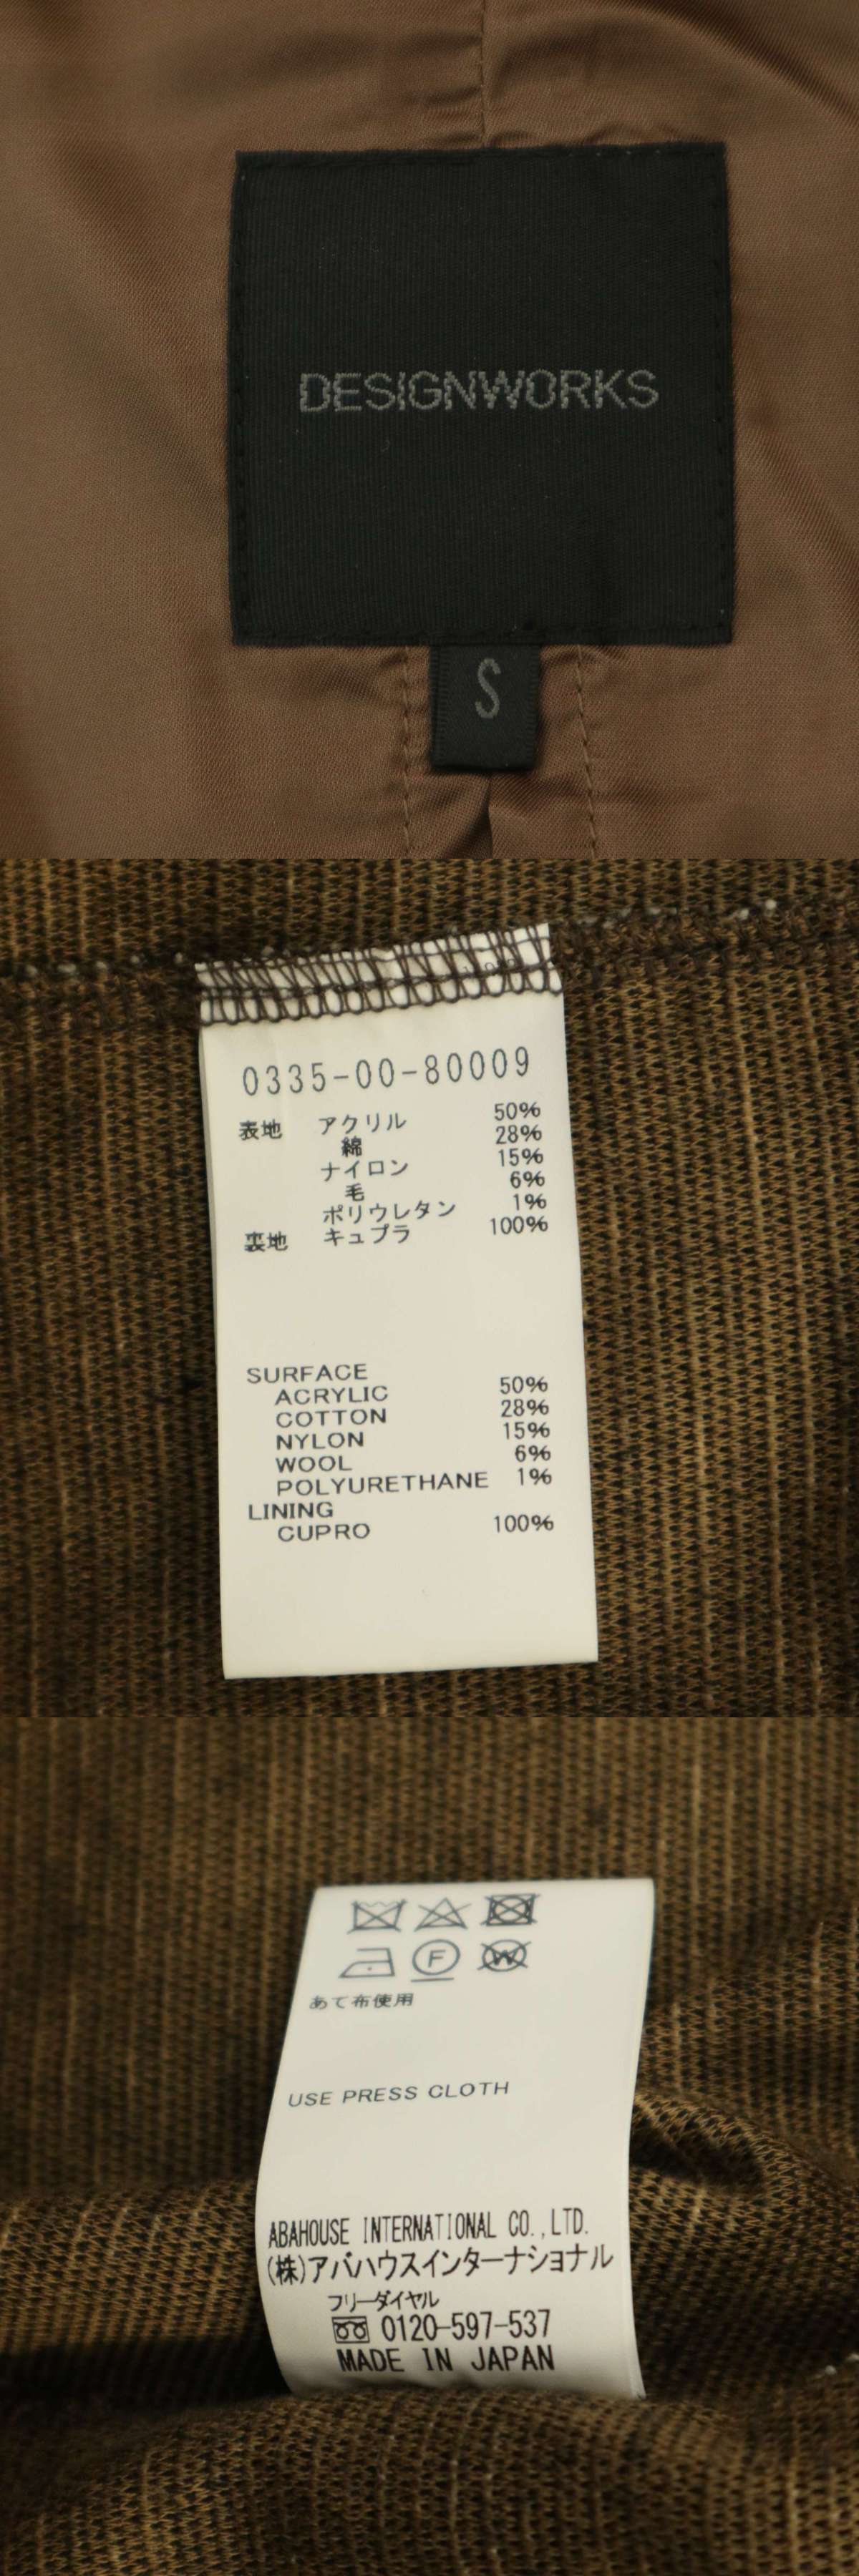 DESIGNWORKS
S
0335-00-80009
表地 アクリル 50%
綿 28%
ナイロン 15%
毛 6%
ポリウレタン 1%
裏地 キュプラ 100%
SURFACE
ACRYLIC 50%
COTTON 28%
NYLON 15%
WOOL 6%
POLYURETHANE 1%
LINING
CUPRO 100%
F W
あて布使用
USE PRESS CLOTH
ABAHOUSE INTERNATIONAL CO.,LTD.
(株)アバハウスインターナショナル
フリーダイヤル
0120-597-537
MADE IN JAPAN